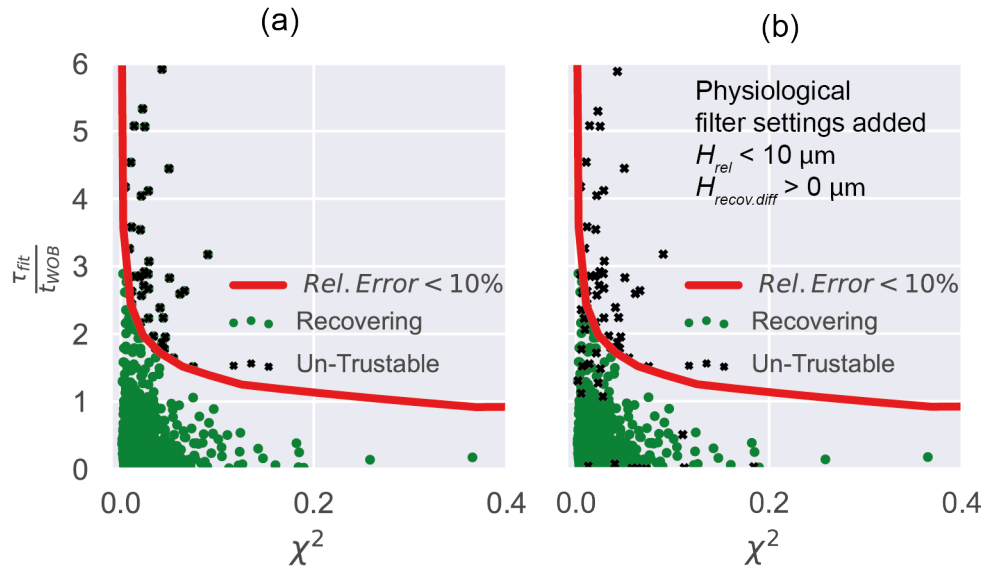 (a)
(b)
6
5
4
3
2
1
0
τfit
tWOB
Rel. Error < 10%
Recovering
Un-Trustable
0.0 0.2 0.4
χ²
Physiological
filter settings added
Hrel < 10 μm
Hrecov.diff > 0 μm
Rel. Error < 10%
Recovering
Un-Trustable
0.0 0.2 0.4
χ²